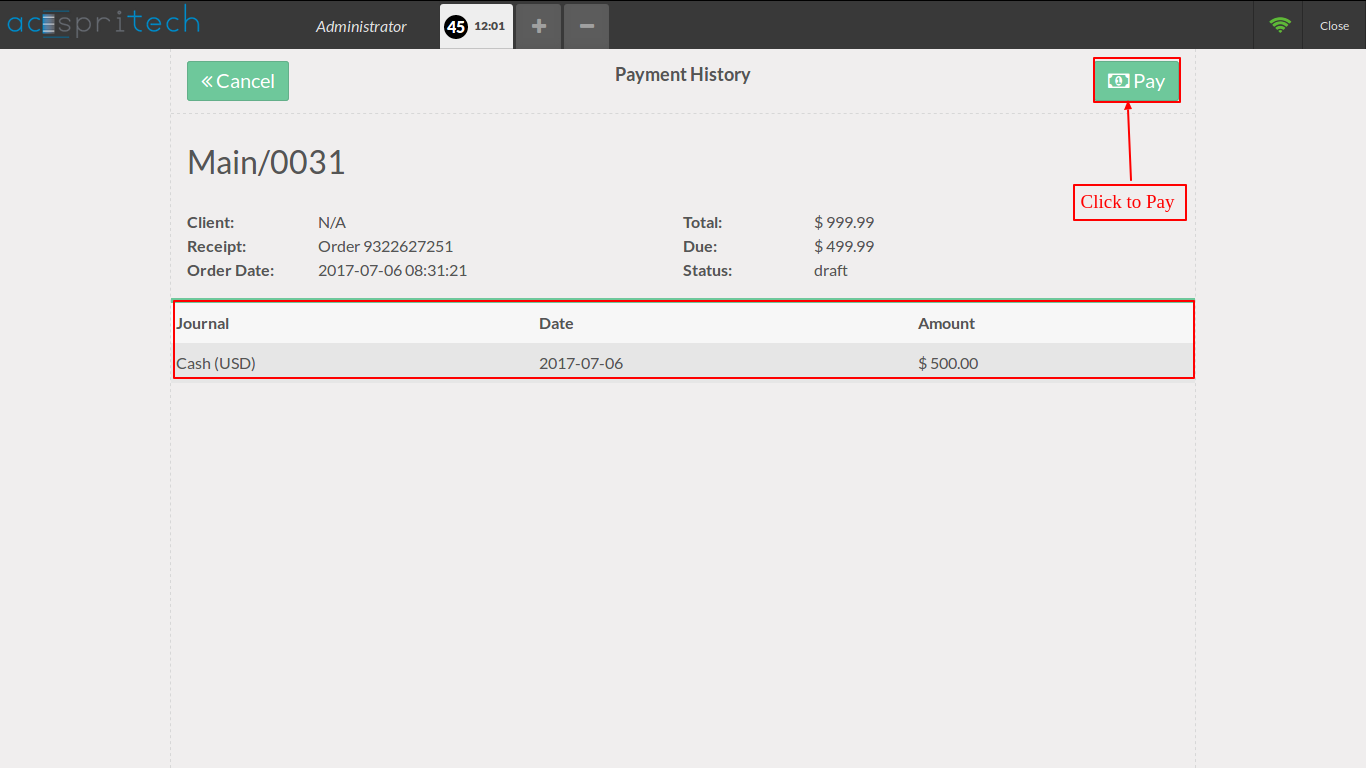 acespritech Administrator 45 12:01 + − Close
Cancel Payment History Pay
Main/0031
Click to Pay
Client: N/A Total: $ 999.99
Receipt: Order 9322627251 Due: $ 499.99
Order Date: 2017-07-06 08:31:21 Status: draft
Journal Date Amount
Cash (USD) 2017-07-06 $ 500.00